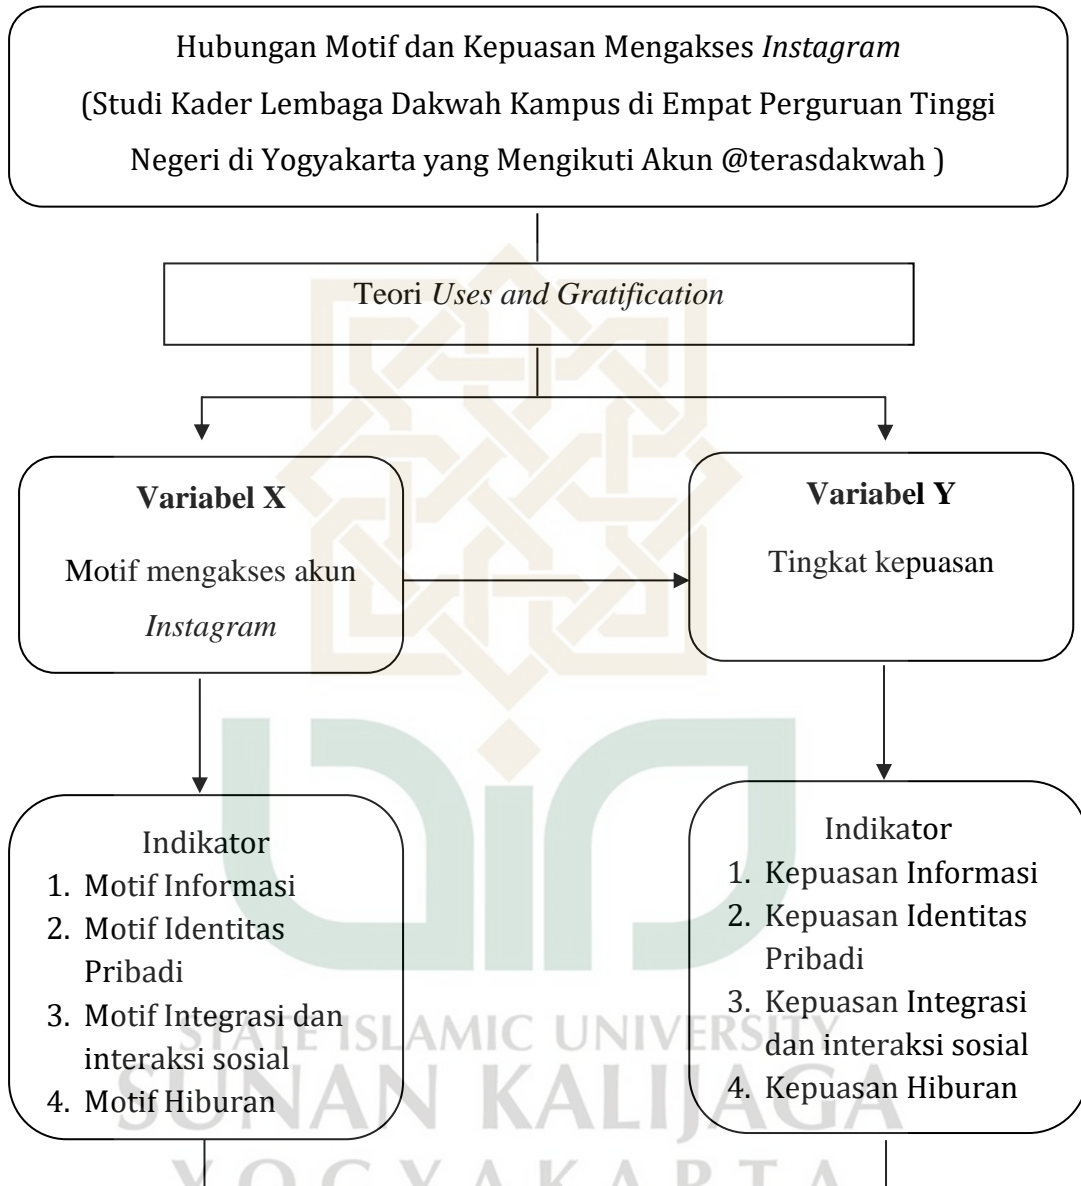 Hubungan Motif dan Kepuasan Mengakses Instagram
(Studi Kader Lembaga Dakwah Kampus di Empat Perguruan Tinggi
Negeri di Yogyakarta yang Mengikuti Akun @terasdakwah )
Teori Uses and Gratification
Variabel X
Motif mengakses akun
Instagram
Variabel Y
Tingkat kepuasan
Indikator
1. Motif Informasi
2. Motif Identitas
Pribadi
3. Motif Integrasi dan
interaksi sosial
4. Motif Hiburan
Indikator
1. Kepuasan Informasi
2. Kepuasan Identitas
Pribadi
3. Kepuasan Integrasi
dan interaksi sosial
4. Kepuasan Hiburan
STATE ISLAMIC UNIVERSITY
SUNAN KALIJAGA
YOGYAKARTA